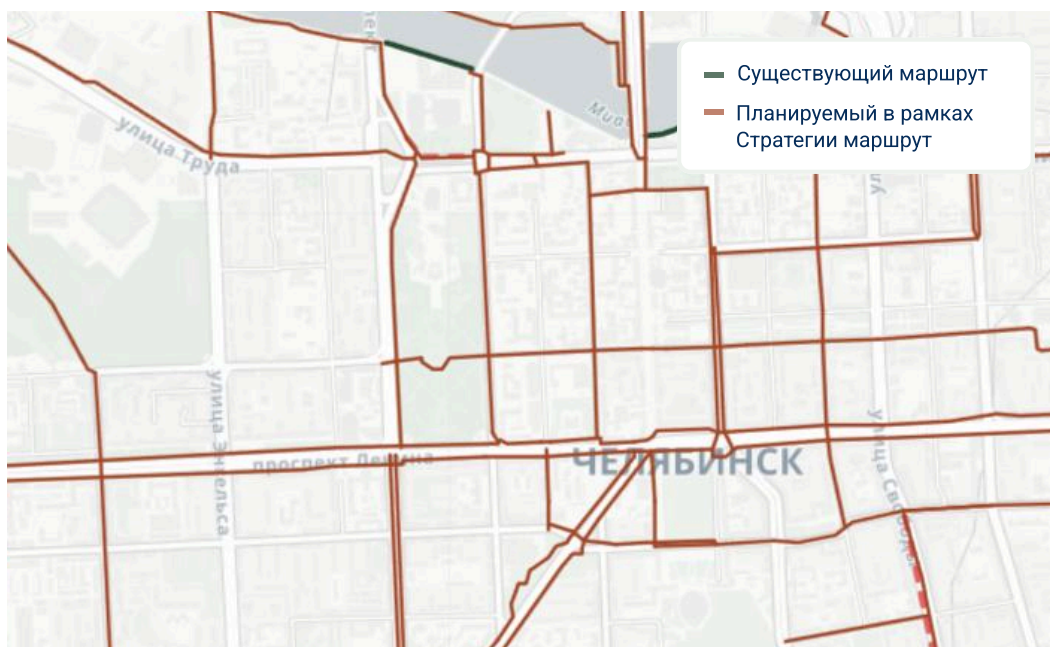 Существующий маршрут
Планируемый в рамках
Стратегии маршрут
улица Труда
улица Энгельса
проспект Ленина
ЧЕЛЯБИНСК
улица Свободы